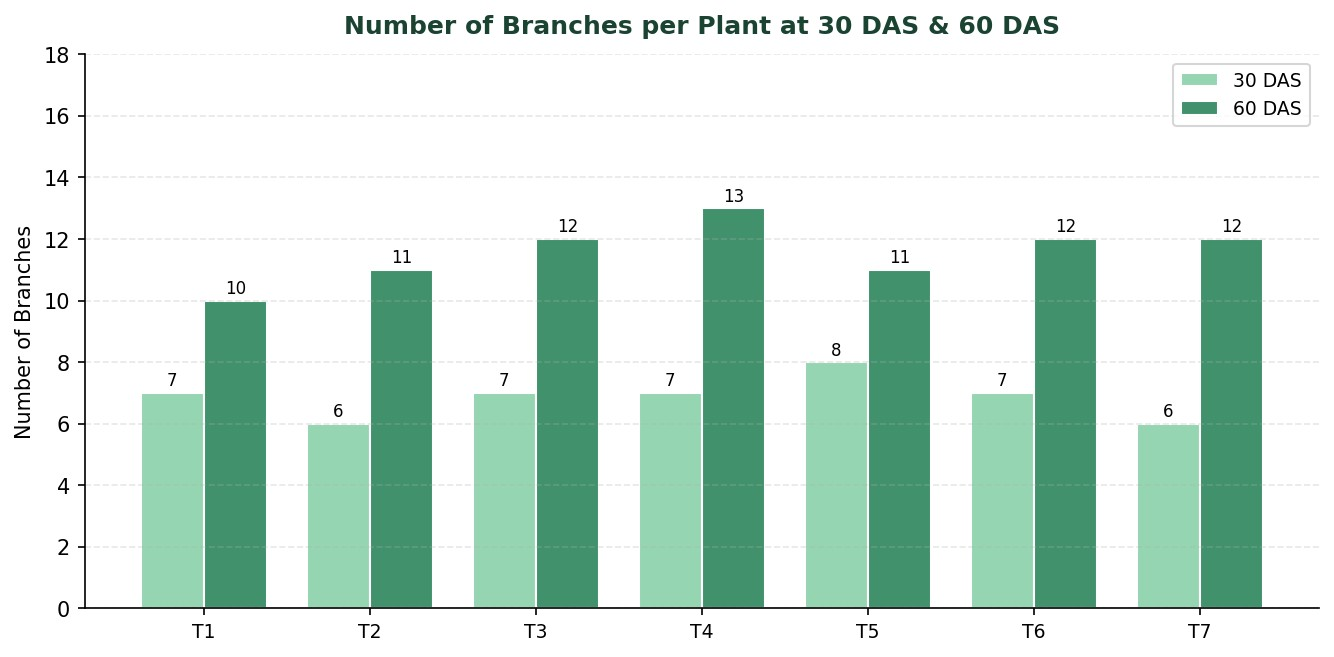 Number of Branches per Plant at 30 DAS & 60 DAS
30 DAS
60 DAS
Number of Branches
18
16
14
12
10
8
6
4
2
0
7
10
6
11
7
12
7
13
8
11
7
12
6
12
T1
T2
T3
T4
T5
T6
T7